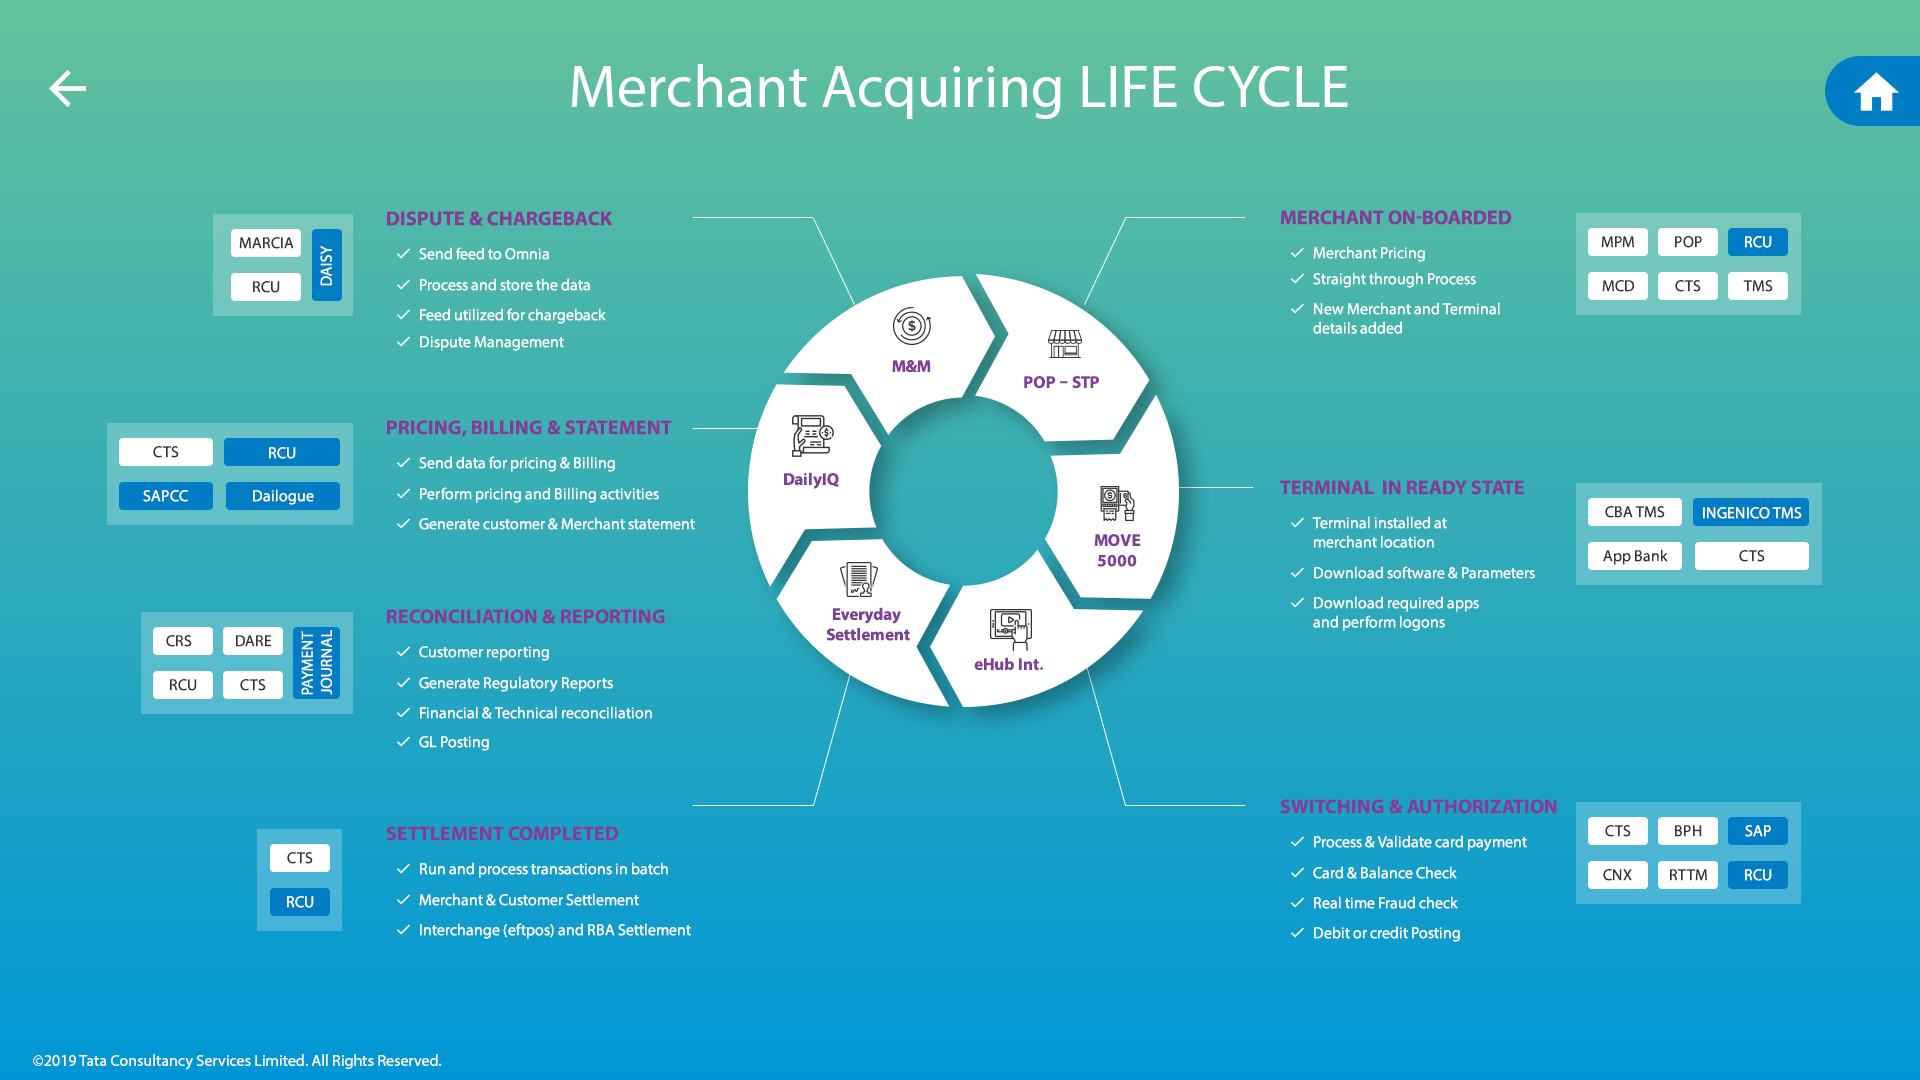 Merchant Acquiring LIFE CYCLE
DISPUTE & CHARGEBACK
Send feed to Omnia
Process and store the data
Feed utilized for chargeback
Dispute Management
MARCIA
RCU
DAISY
PRICING, BILLING & STATEMENT
Send data for pricing & Billing
Perform pricing and Billing activities
Generate customer & Merchant statement
CTS
RCU
SAPCC
Dailogue
RECONCILIATION & REPORTING
Customer reporting
Generate Regulatory Reports
Financial & Technical reconciliation
GL Posting
CRS
DARE
RCU
CTS
PAYMENT
JOURNAL
SETTLEMENT COMPLETED
Run and process transactions in batch
Merchant & Customer Settlement
Interchange (eftpos) and RBA Settlement
CTS
RCU
M&M
POP – STP
DailyIQ
MOVE
5000
Everyday
Settlement
eHub Int.
MERCHANT ON-BOARDED
Merchant Pricing
Straight through Process
New Merchant and Terminal
details added
MPM
POP
RCU
MCD
CTS
TMS
TERMINAL IN READY STATE
Terminal installed at
merchant location
Download software & Parameters
Download required apps
and perform logons
CBA TMS
INGENICO TMS
App Bank
CTS
SWITCHING & AUTHORIZATION
Process & Validate card payment
Card & Balance Check
Real time Fraud check
Debit or credit Posting
CTS
BPH
SAP
CNX
RTTM
RCU
©2019 Tata Consultancy Services Limited. All Rights Reserved.